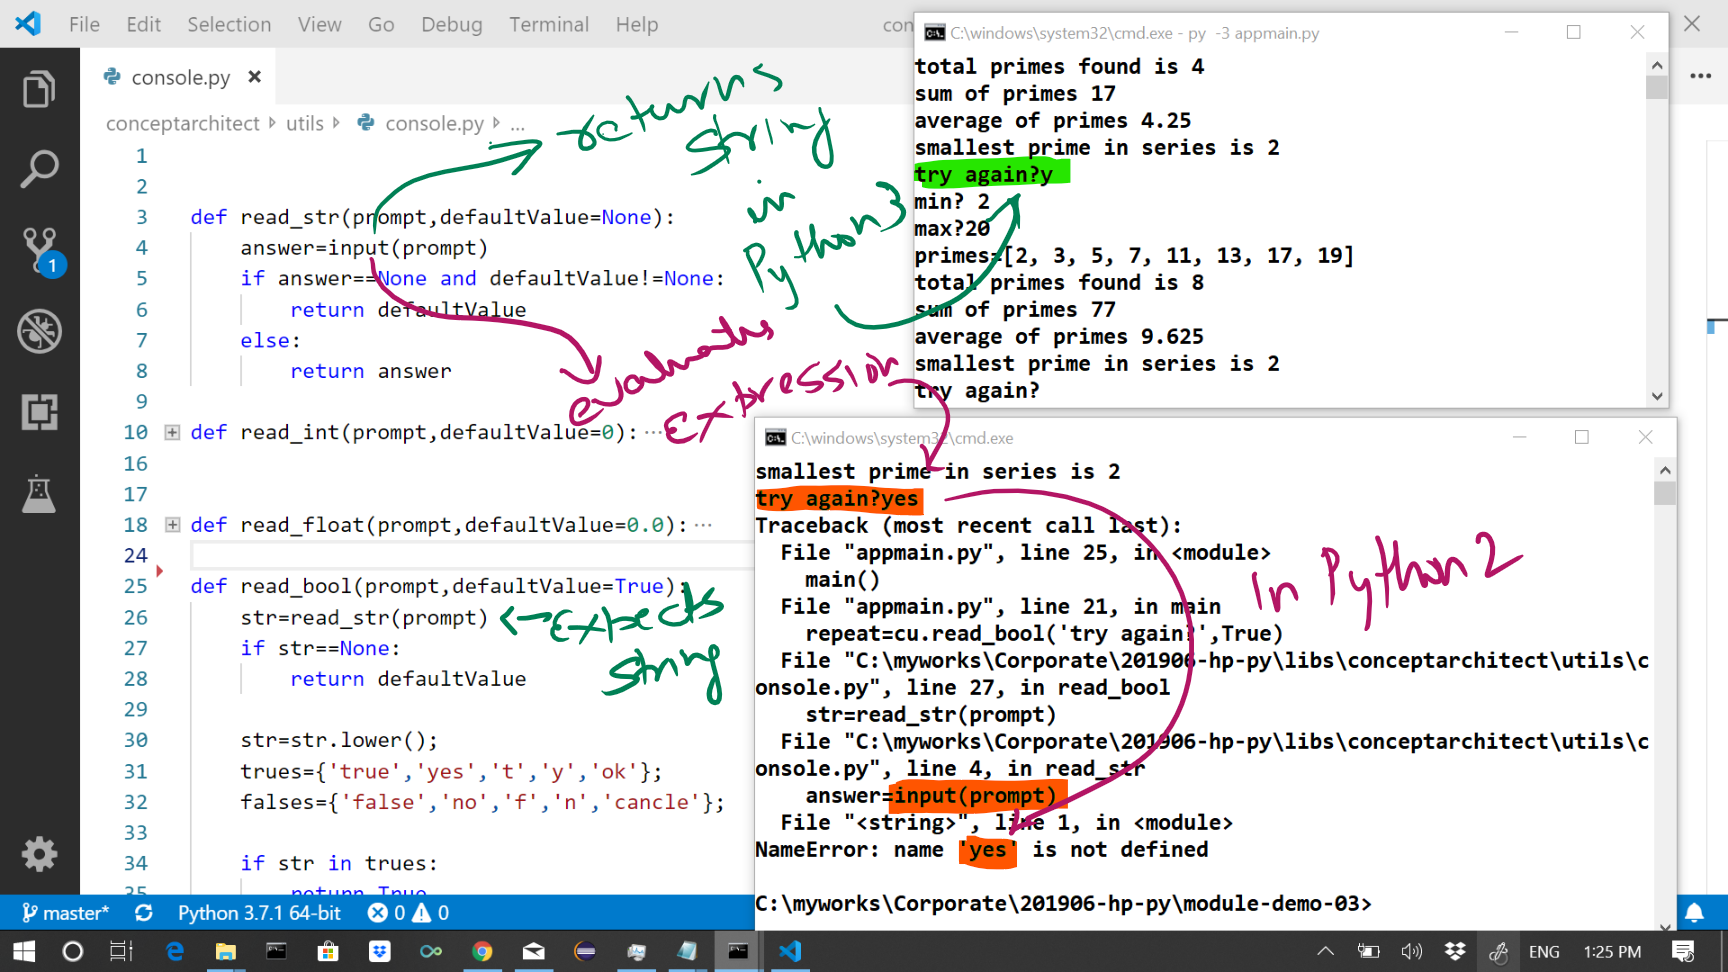 File Edit Selection View Go Debug Terminal Help con
console.py
conceptarchitect utils console.py ...
1
2
3 def read_str(prompt,defaultValue=None):
4 answer=input(prompt)
5 if answer==None and defaultValue!=None:
6 return defaultValue
7 else:
8 return answer
9
10 def read_int(prompt,defaultValue=0): ...
16
17
18 def read_float(prompt,defaultValue=0.0): ...
24
25 def read_bool(prompt,defaultValue=True):
26 str=read_str(prompt)
27 if str==None:
28 return defaultValue
29
30 str=str.lower();
31 trues={'true','yes','t','y','ok'};
32 falses={'false','no','f','n','cancle'};
33
34 if str in trues:
35 return True
returns
string
in
Python3
evaluates
expression
expects
string
C:\windows\system32\cmd.exe - py -3 appmain.py
total primes found is 4
sum of primes 17
average of primes 4.25
smallest prime in series is 2
try again?y
min? 2
max?20
primes=[2, 3, 5, 7, 11, 13, 17, 19]
total primes found is 8
sum of primes 77
average of primes 9.625
smallest prime in series is 2
try again?
C:\windows\system32\cmd.exe
smallest prime in series is 2
try again?yes
Traceback (most recent call last):
File "appmain.py", line 25, in <module>
main()
File "appmain.py", line 21, in main
repeat=cu.read_bool('try again?',True)
File "C:\myworks\Corporate\201906-hp-py\libs\conceptarchitect\utils\c
onsole.py", line 27, in read_bool
str=read_str(prompt)
File "C:\myworks\Corporate\201906-hp-py\libs\conceptarchitect\utils\c
onsole.py", line 4, in read_str
answer=input(prompt)
File "<string>", line 1, in <module>
NameError: name 'yes' is not defined
C:\myworks\Corporate\201906-hp-py\module-demo-03>
in Python2
1
master* Python 3.7.1 64-bit 0 0
ENG 1:25 PM